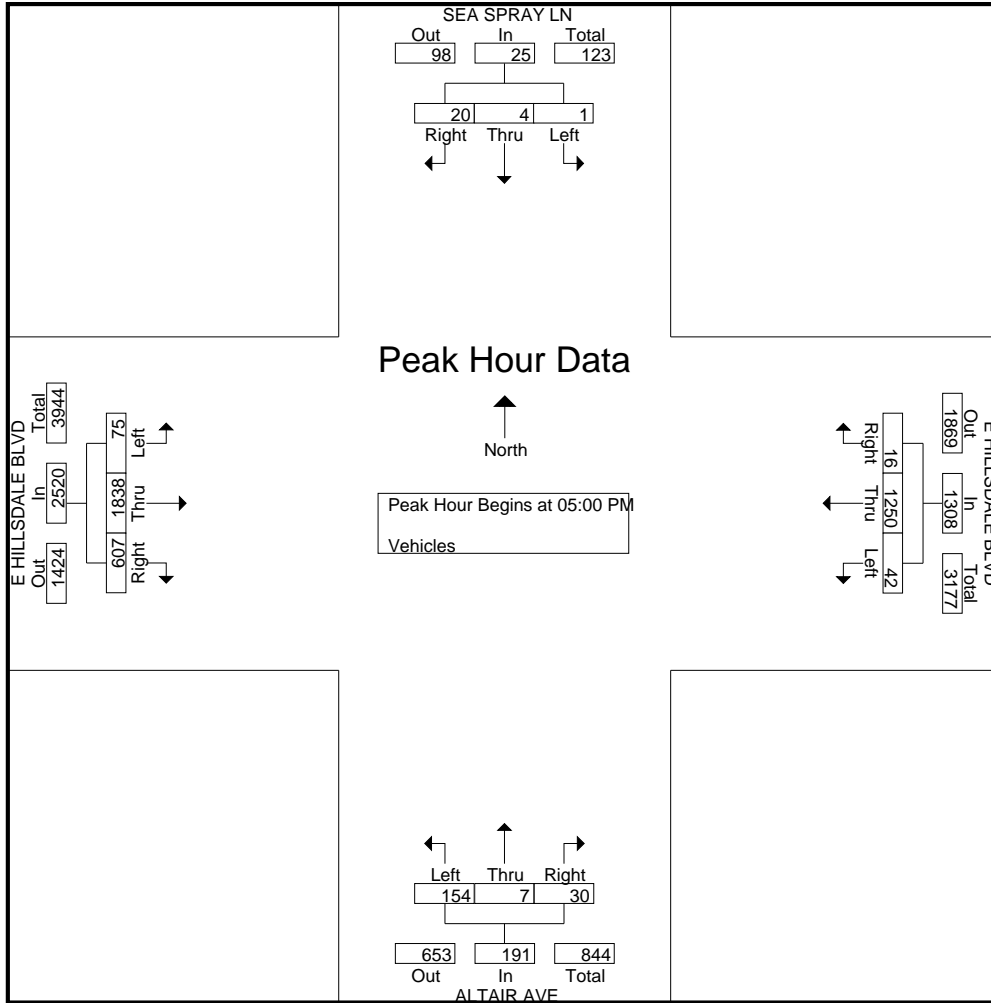 SEA SPRAY LN
Out In Total
98 25 123
20 4 1
Right Thru Left
Peak Hour Data
North
Peak Hour Begins at 05:00 PM
Vehicles
E HILLSDALE BLVD
Out In Total
1424 2520 3944
607 1838 75
Right Thru Left
E HILLSDALE BLVD
Out In Total
1869 1308 3177
16 1250 42
Right Thru Left
Left Thru Right
154 7 30
653 191 844
Out In Total
ALTAIR AVE